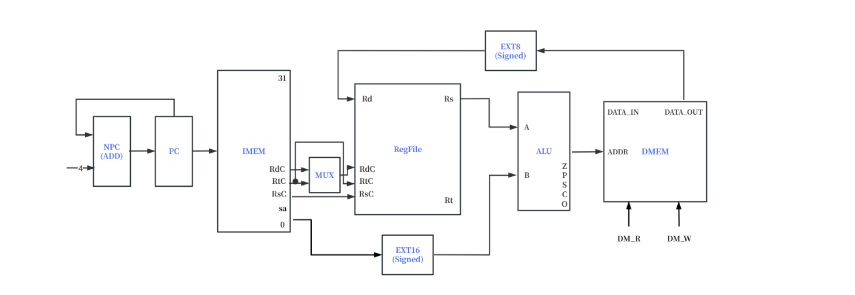 EXT8
(Signed)
31
Rd
Rs
DATA_IN
DATA_OUT
NPC
(ADD)
PC
IMEM
RegFile
A
ALU
ADDR
DMEM
4
RdC
RtC
RsC
sa
0
MUX
RdC
RtC
RsC
Rt
B
Z
P
S
C
O
EXT16
(Signed)
DM_R
DM_W